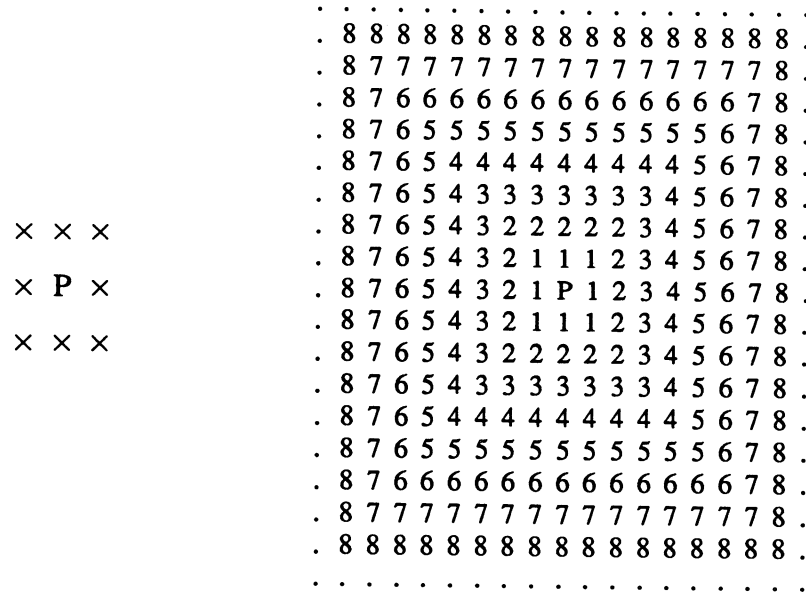 × × ×
× P ×
× × ×
. . . . . . . . . . . . . . . . . . .
. 8 8 8 8 8 8 8 8 8 8 8 8 8 8 8 8 8 .
. 8 7 7 7 7 7 7 7 7 7 7 7 7 7 7 7 8 .
. 8 7 6 6 6 6 6 6 6 6 6 6 6 6 6 7 8 .
. 8 7 6 5 5 5 5 5 5 5 5 5 5 5 6 7 8 .
. 8 7 6 5 4 4 4 4 4 4 4 4 4 5 6 7 8 .
. 8 7 6 5 4 3 3 3 3 3 3 3 4 5 6 7 8 .
. 8 7 6 5 4 3 2 2 2 2 2 3 4 5 6 7 8 .
. 8 7 6 5 4 3 2 1 1 1 2 3 4 5 6 7 8 .
. 8 7 6 5 4 3 2 1 P 1 2 3 4 5 6 7 8 .
. 8 7 6 5 4 3 2 1 1 1 2 3 4 5 6 7 8 .
. 8 7 6 5 4 3 2 2 2 2 2 3 4 5 6 7 8 .
. 8 7 6 5 4 3 3 3 3 3 3 3 4 5 6 7 8 .
. 8 7 6 5 4 4 4 4 4 4 4 4 4 5 6 7 8 .
. 8 7 6 5 5 5 5 5 5 5 5 5 5 5 6 7 8 .
. 8 7 6 6 6 6 6 6 6 6 6 6 6 6 6 7 8 .
. 8 7 7 7 7 7 7 7 7 7 7 7 7 7 7 7 8 .
. 8 8 8 8 8 8 8 8 8 8 8 8 8 8 8 8 8 .
. . . . . . . . . . . . . . . . . . .